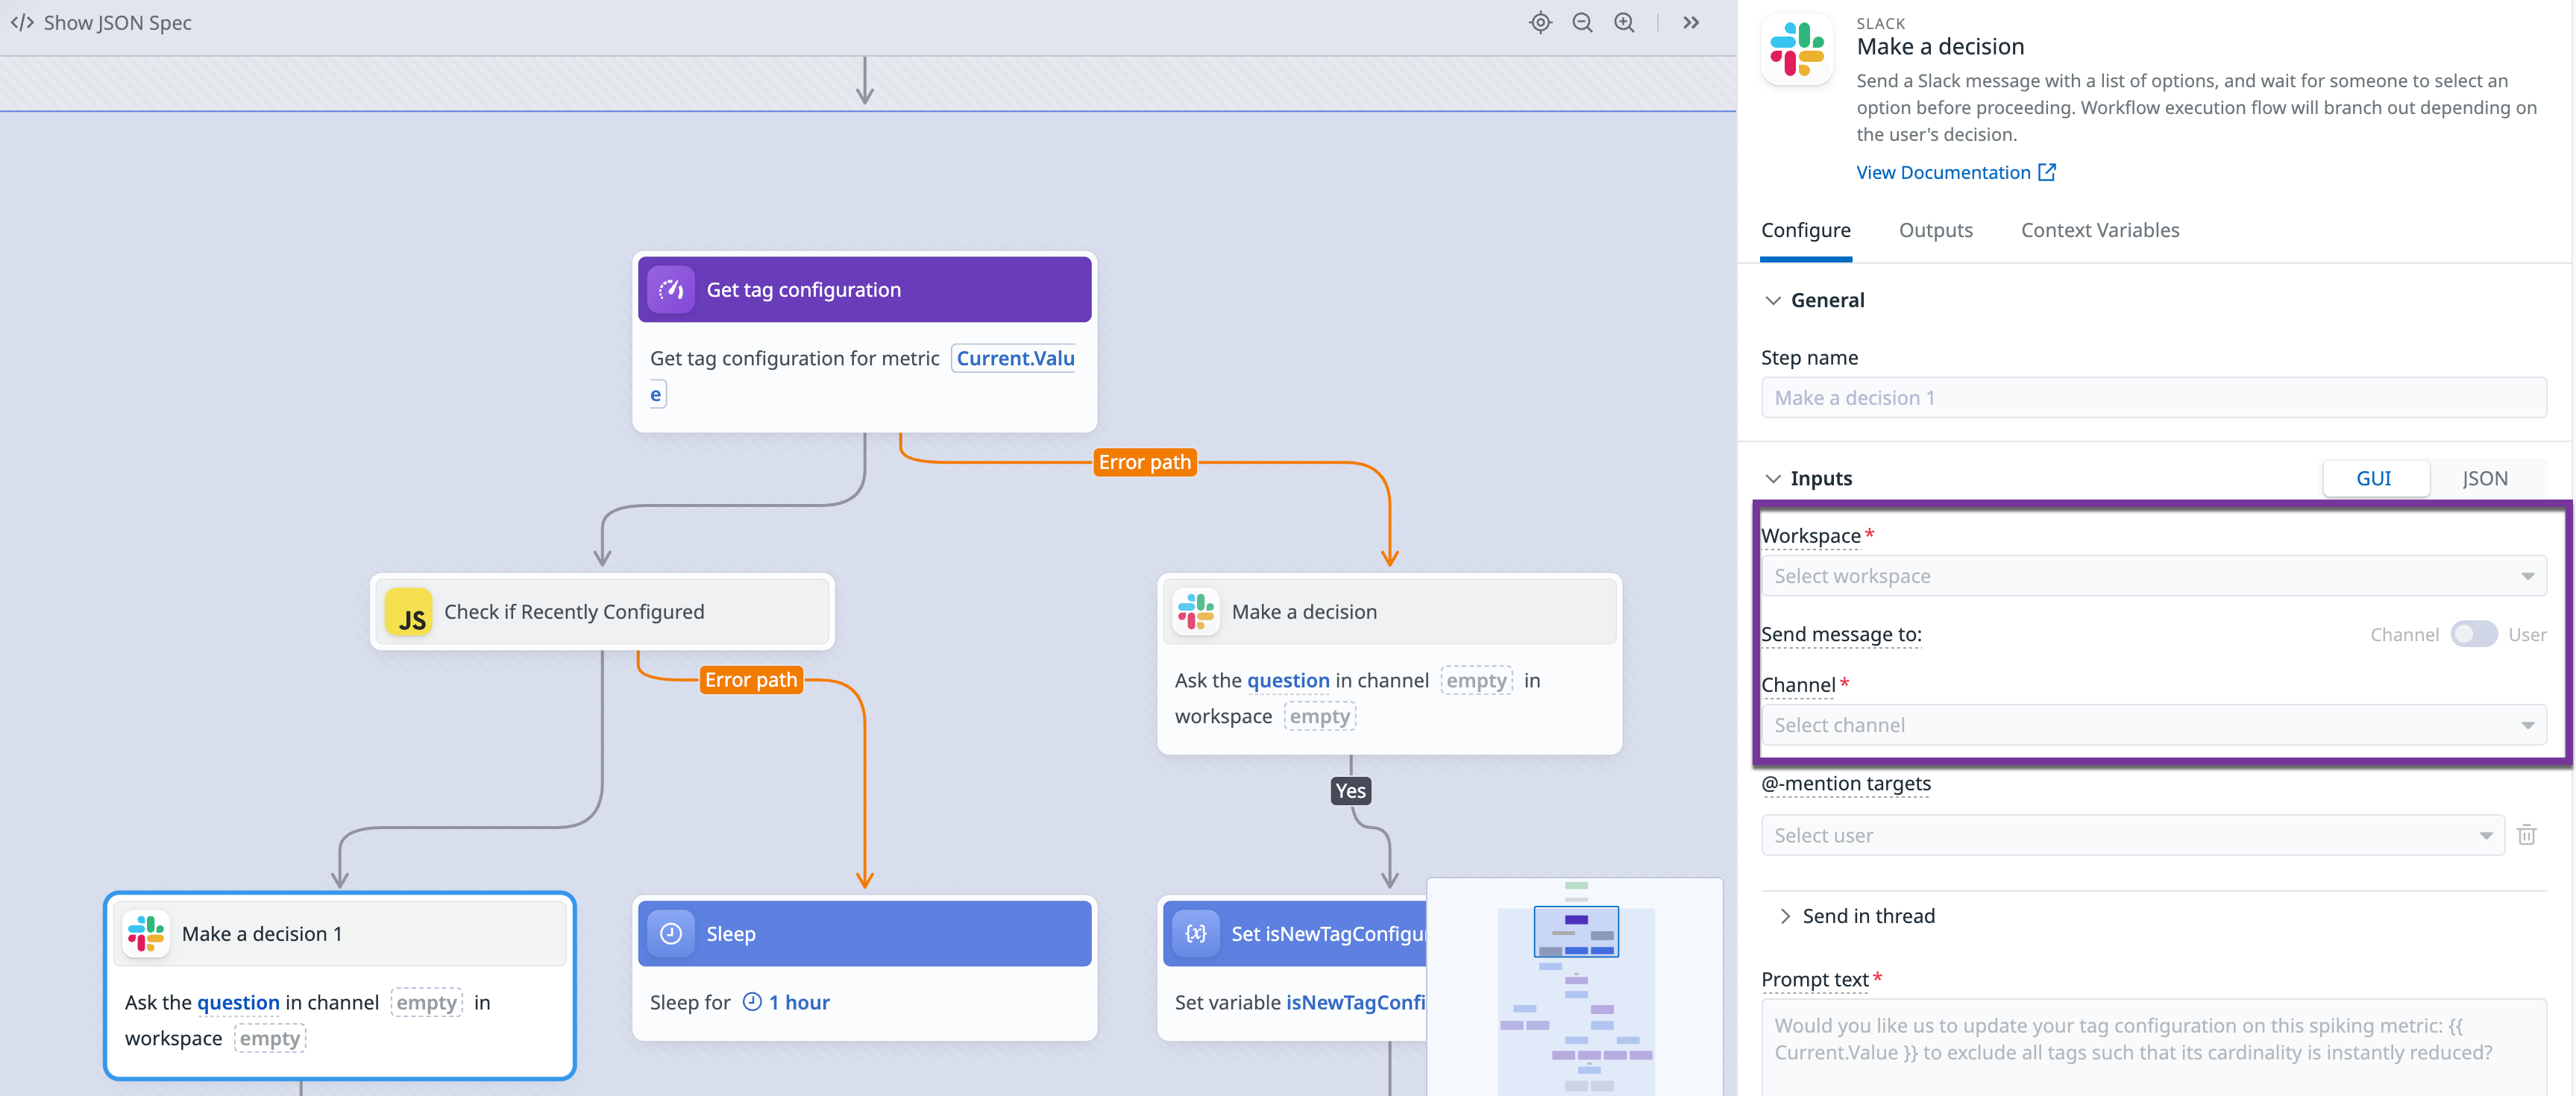 </> Show JSON Spec
Get tag configuration
Get tag configuration for metric Current.Valu
e
Error path
JS
Check if Recently Configured
Error path
Make a decision
Ask the question in channel empty in
workspace empty
Yes
Make a decision 1
Ask the question in channel empty in
workspace empty
Sleep
Sleep for 1 hour
{x}
Set isNewTagConfigu
Set variable isNewTagConfi
SLACK
Make a decision
Send a Slack message with a list of options, and wait for someone to select an
option before proceeding. Workflow execution flow will branch out depending on
the user's decision.
View Documentation
Configure Outputs Context Variables
General
Step name
Make a decision 1
Inputs GUI JSON
Workspace*
Select workspace
Send message to: Channel User
Channel*
Select channel
@-mention targets
Select user
Send in thread
Prompt text*
Would you like us to update your tag configuration on this spiking metric: {{
Current.Value }} to exclude all tags such that its cardinality is instantly reduced?